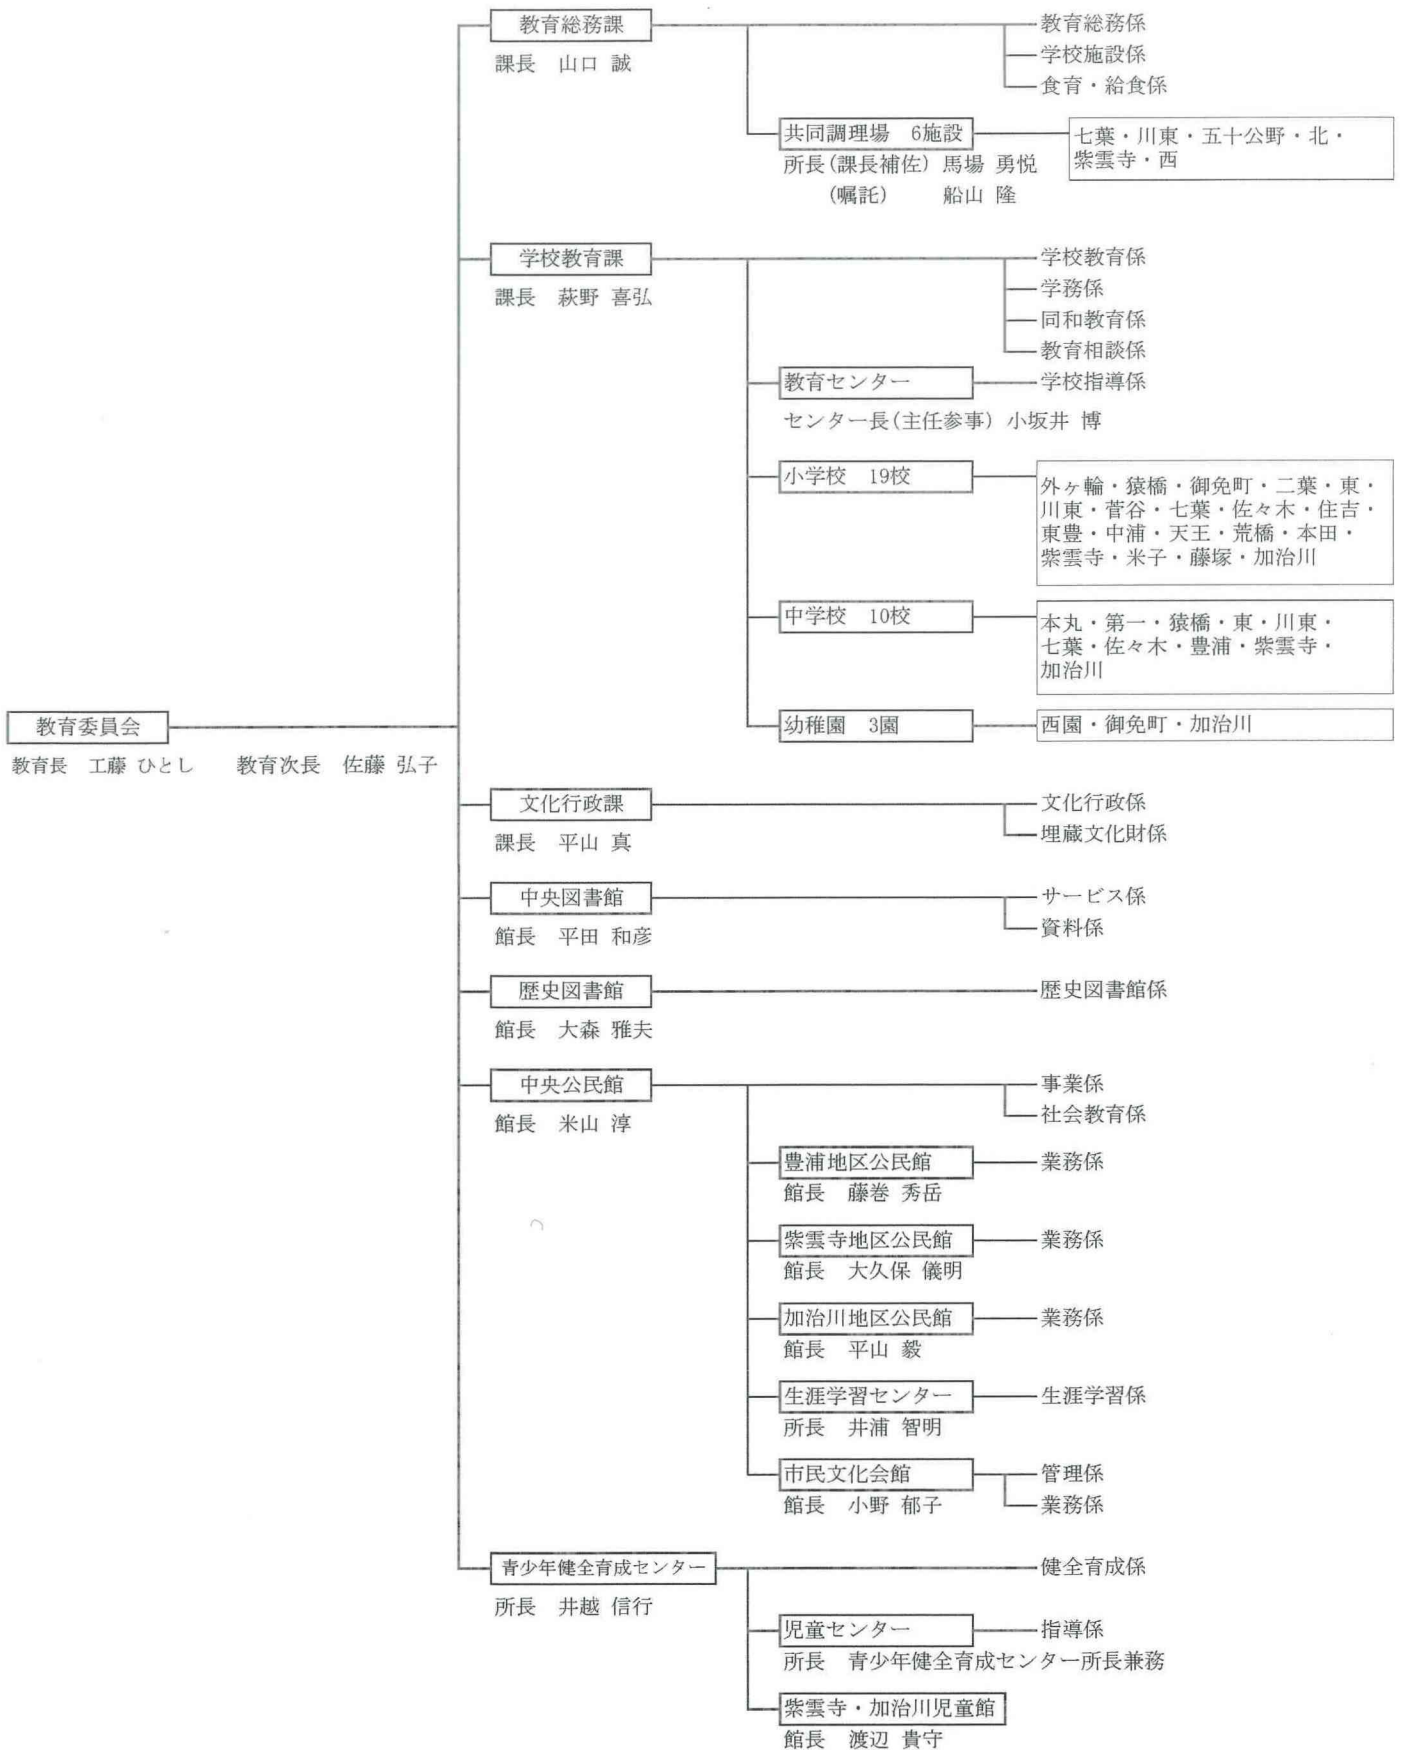 教育総務課
課長　山口 誠
教育総務係
学校施設係
食育・給食係
共同調理場　6施設
所長(課長補佐) 馬場 勇悦
(嘱託)　船山 隆
七葉・川東・五十公野・北・
紫雲寺・西
学校教育課
課長　萩野 喜弘
学校教育係
学務係
同和教育係
教育相談係
教育センター
学校指導係
センター長(主任参事) 小坂井 博
小学校　19校
外ヶ輪・猿橋・御免町・二葉・東・
川東・菅谷・七葉・佐々木・住吉・
東豊・中浦・天王・荒橋・本田・
紫雲寺・米子・藤塚・加治川
中学校　10校
本丸・第一・猿橋・東・川東・
七葉・佐々木・豊浦・紫雲寺・
加治川
幼稚園　3園
西園・御免町・加治川
教育委員会
教育長　工藤 ひとし　教育次長　佐藤 弘子
文化行政課
課長　平山 真
文化行政係
埋蔵文化財係
中央図書館
館長　平田 和彦
サービス係
資料係
歴史図書館
館長　大森 雅夫
歴史図書館係
中央公民館
館長　米山 淳
事業係
社会教育係
豊浦地区公民館
館長　藤巻 秀岳
業務係
紫雲寺地区公民館
館長　大久保 儀明
業務係
加治川地区公民館
館長　平山 毅
業務係
生涯学習センター
所長　井浦 智明
生涯学習係
市民文化会館
館長　小野 郁子
管理係
業務係
青少年健全育成センター
所長　井越 信行
健全育成係
児童センター
指導係
所長　青少年健全育成センター所長兼務
紫雲寺・加治川児童館
館長　渡辺 貴守